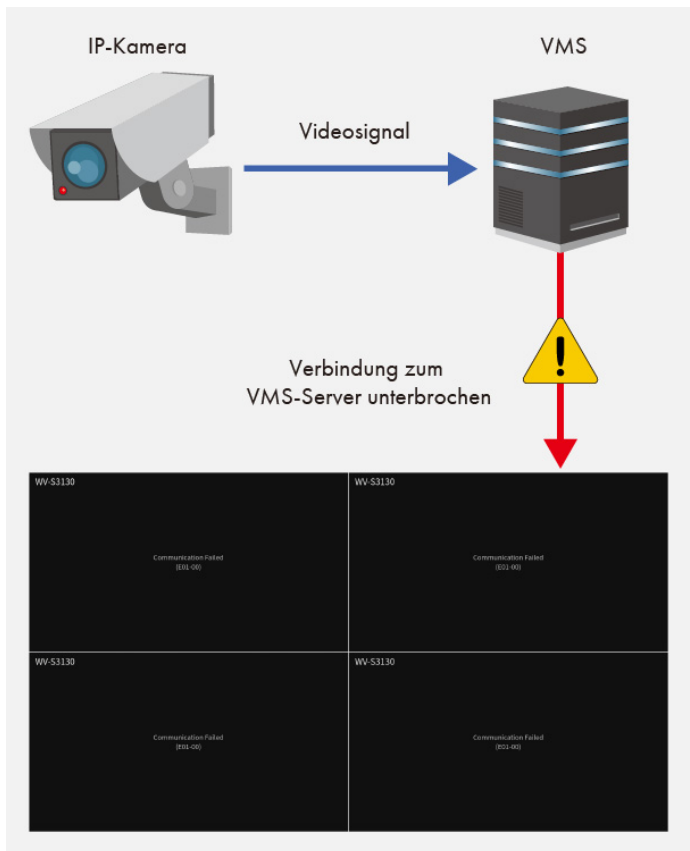 IP-Kamera
VMS
Videosignal
Verbindung zum
VMS-Server unterbrochen
WV-S3130
WV-S3130
Communication Failed
(E01-00)
Communication Failed
(E01-00)
WV-S3130
WV-S3130
Communication Failed
(E01-00)
Communication Failed
(E01-00)